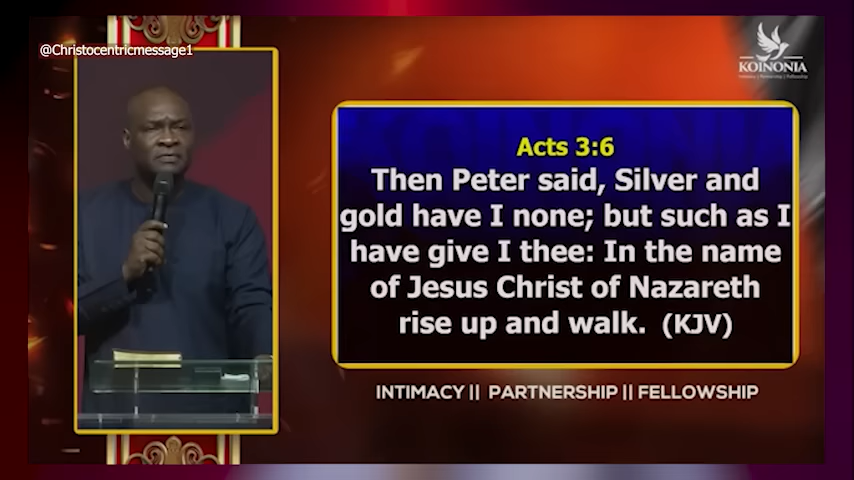 @Christocentricmessage1
KOINONIA
Acts 3:6
Then Peter said, Silver and
gold have I none; but such as I
have give I thee: In the name
of Jesus Christ of Nazareth
rise up and walk. (KJV)
INTIMACY || PARTNERSHIP || FELLOWSHIP